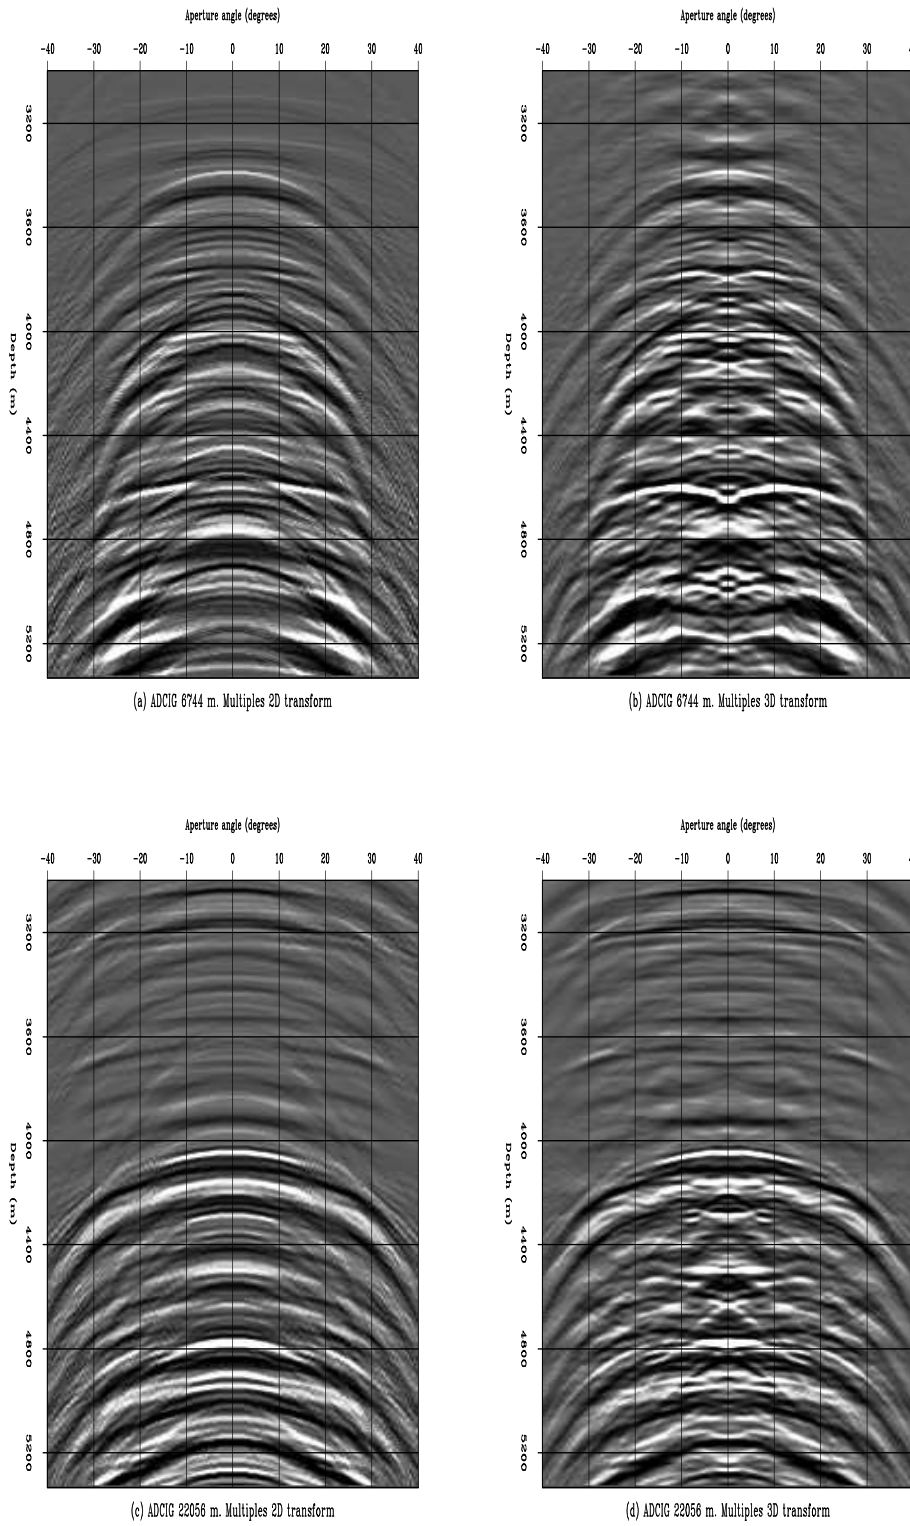 Aperture angle (degrees)
-40 -30 -20 -10 0 10 20 30 40
3200
3600
4000
4400
4800
5200
Depth (m)
(a) ADCIG 6744 m. Multiples 2D transform
Aperture angle (degrees)
-40 -30 -20 -10 0 10 20 30
3200
3600
4000
4400
4800
5200
Depth (m)
(b) ADCIG 6744 m. Multiples 3D transform
Aperture angle (degrees)
-40 -30 -20 -10 0 10 20 30 40
3200
3600
4000
4400
4800
5200
Depth (m)
(c) ADCIG 22056 m. Multiples 2D transform
Aperture angle (degrees)
-40 -30 -20 -10 0 10 20 30
3200
3600
4000
4400
4800
5200
Depth (m)
(d) ADCIG 22056 m. Multiples 3D transform